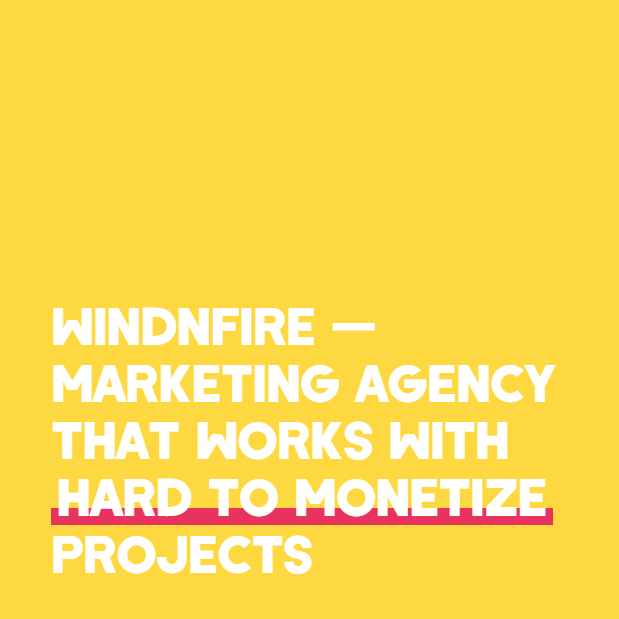 WINDNFIRE —
MARKETING AGENCY
THAT WORKS WITH
HARD TO MONETIZE
PROJECTS